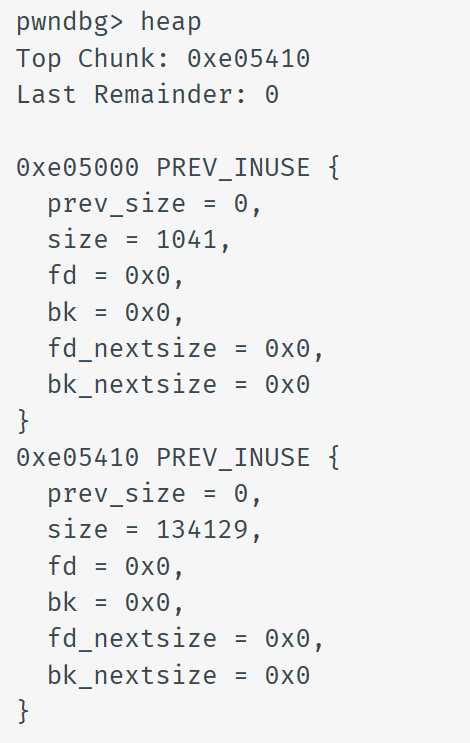 pwndbg> heap
Top Chunk: 0xe05410
Last Remainder: 0

0xe05000 PREV_INUSE {
  prev_size = 0,
  size = 1041,
  fd = 0x0,
  bk = 0x0,
  fd_nextsize = 0x0,
  bk_nextsize = 0x0
}
0xe05410 PREV_INUSE {
  prev_size = 0,
  size = 134129,
  fd = 0x0,
  bk = 0x0,
  fd_nextsize = 0x0,
  bk_nextsize = 0x0
}